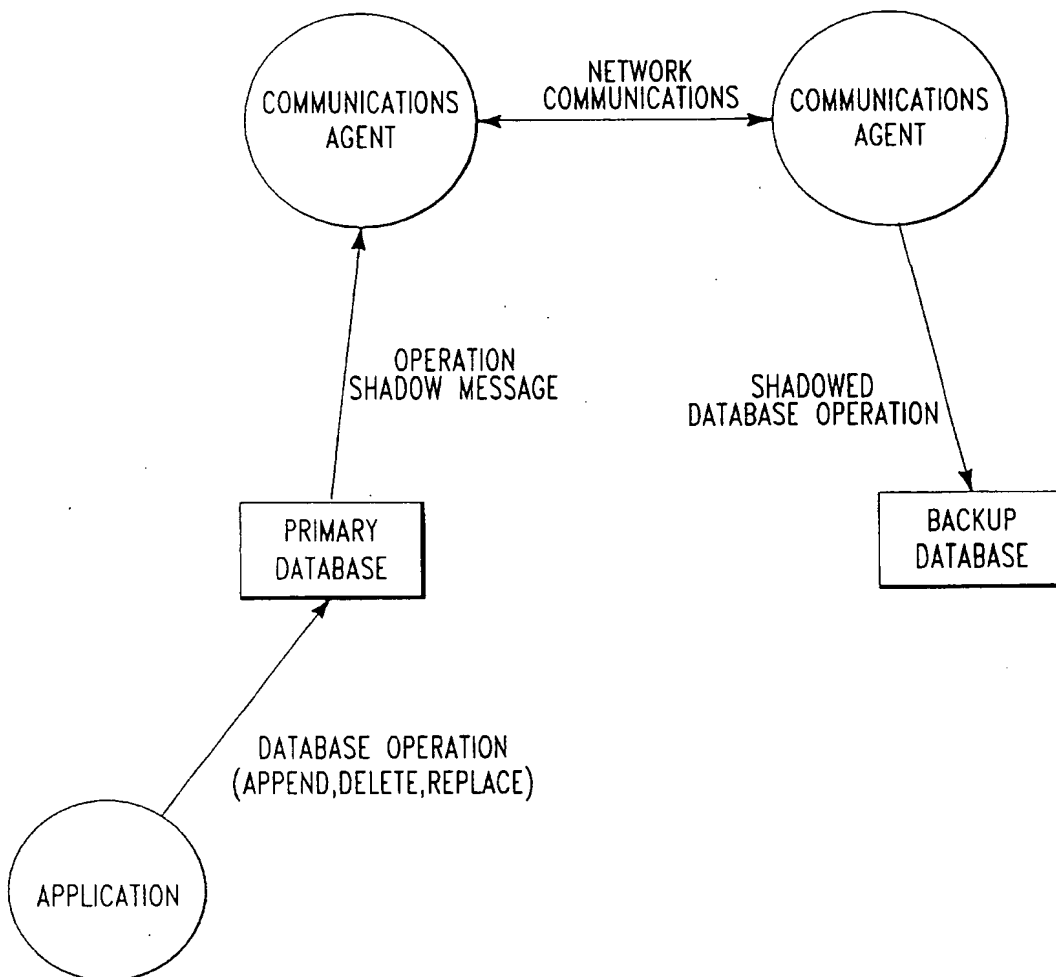 NETWORK
COMMUNICATIONS
COMMUNICATIONS
AGENT
COMMUNICATIONS
AGENT
OPERATION
SHADOW MESSAGE
SHADOWED
DATABASE OPERATION
PRIMARY
DATABASE
BACKUP
DATABASE
DATABASE OPERATION
(APPEND,DELETE,REPLACE)
APPLICATION